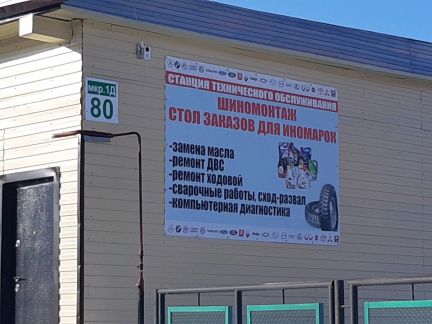 мкр.1Д
80
СТАНЦИЯ ТЕХНИЧЕСКОГО ОБСЛУЖИВАНИЯ
ШИНОМОНТАЖ
СТОЛ ЗАКАЗОВ ДЛЯ ИНОМАРОК
-замена масла
-ремонт ДВС
-ремонт ходовой
-сварочные работы, сход-развал
-компьютерная диагностика